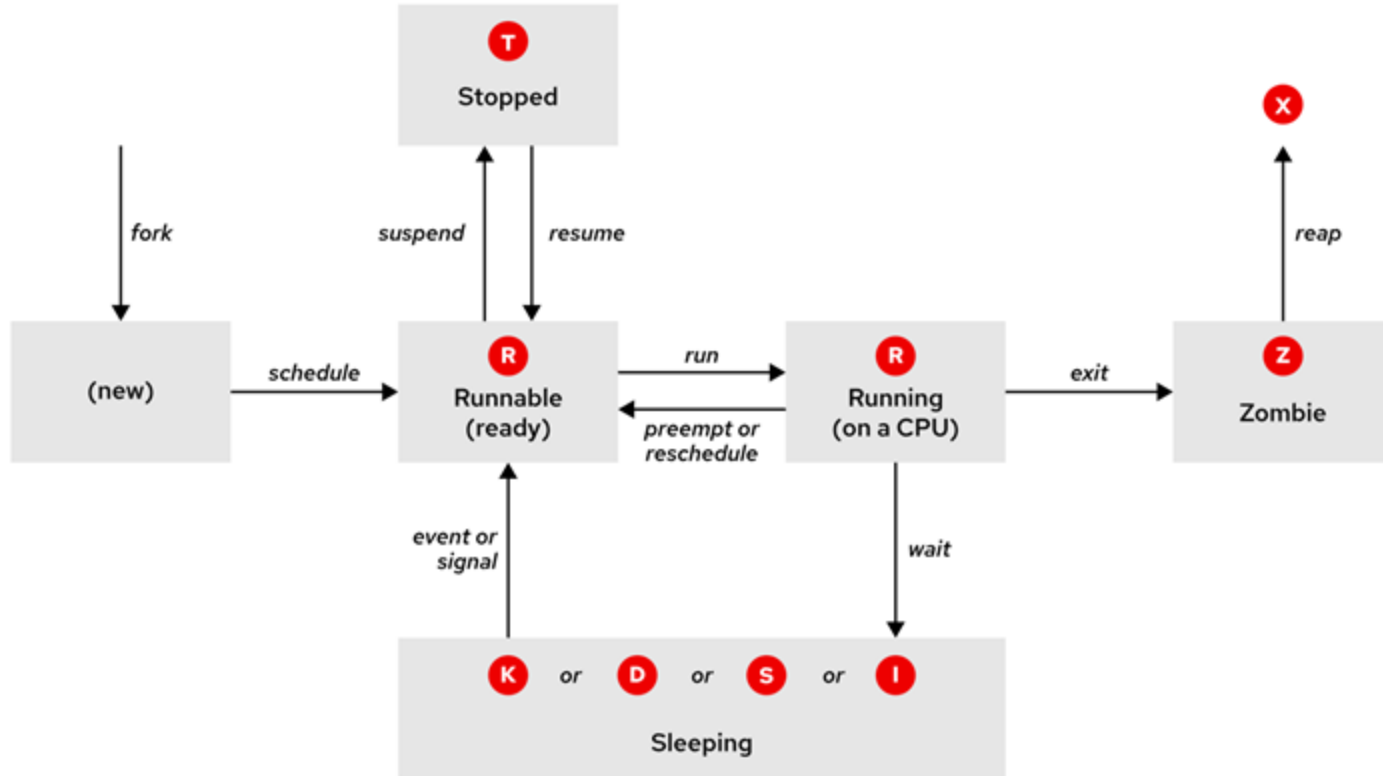 T
Stopped
X
fork
suspend
resume
reap
(new)
schedule
R
Runnable
(ready)
run
preempt or
reschedule
R
Running
(on a CPU)
exit
Z
Zombie
event or
signal
wait
K or D or S or I
Sleeping